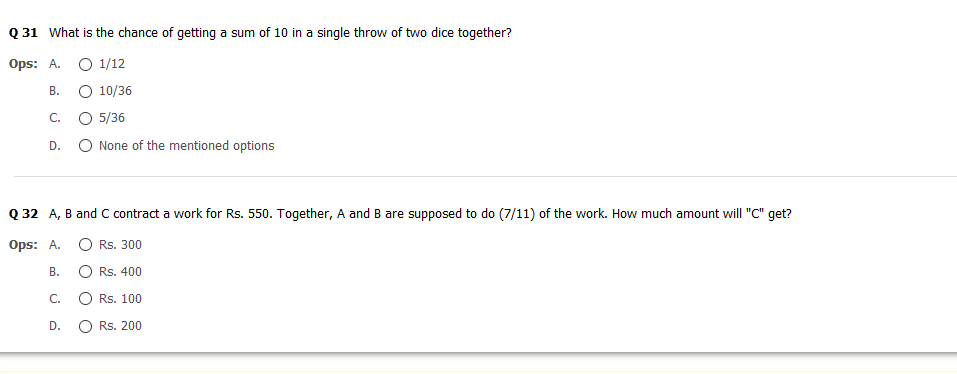 Q 31 What is the chance of getting a sum of 10 in a single throw of two dice together?
Ops: A. 1/12
B. 10/36
C. 5/36
D. None of the mentioned options
Q 32 A, B and C contract a work for Rs. 550. Together, A and B are supposed to do (7/11) of the work. How much amount will "C" get?
Ops: A. Rs. 300
B. Rs. 400
C. Rs. 100
D. Rs. 200